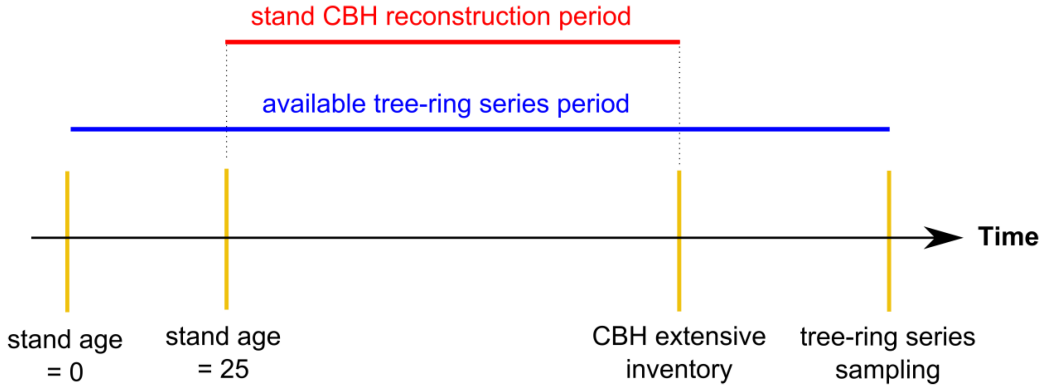 stand CBH reconstruction period
available tree-ring series period
Time
stand age
= 0
stand age
= 25
CBH extensive
inventory
tree-ring series
sampling